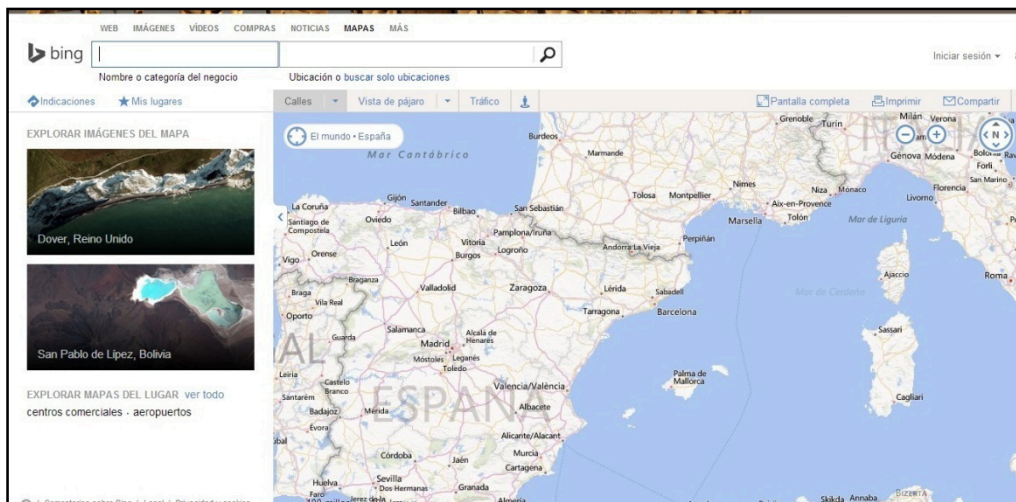 WEB IMÁGENES VÍDEOS COMPRAS NOTICIAS MAPAS MÁS
bing
Iniciar sesión
Nombre o categoría del negocio Ubicación o buscar solo ubicaciones
Indicaciones Mis lugares
Calles Vista de pájaro Tráfico Pantalla completa Imprimir Compartir
EXPLORAR IMÁGENES DEL MAPA
Dover, Reino Unido
San Pablo de Lípez, Bolivia
EXPLORAR MAPAS DEL LUGAR ver todo
centros comerciales - aeropuertos
El mundo • España
N
Grenoble Turín Milán Verona
Burdeos
Mar Cantábrico
Marmande
Génova Módena
Forli
San Marino
Nimes
Tolosa Montpellier Niza Mónaco Florencia
Aix-en-Provence Livorno
La Coruña Gijón Santander Bilbao San Sebastián
Marsella Tolón Mar de Liguria
Santiago de Compostela
Oviedo
Pamplona/Iruña
León Vitoria Logroño Andorra La Vieja Perpiñán
Vigo Orense Burgos
Ajaccio Roma
Braganza
Braga Valladolid Zaragoza Lérida Sabadell
Vila Real
Oporto Tarragona Barcelona
Mar de Cerdeña
Guarda Salamanca Alcalá de Henares
Madrid
Sassari
Móstoles Leganés
Toledo
Leiria Castelo Branco
Palma de Mallorca
Santarém
Valencia/València
ESPAÑA
Cagliari
Badajoz Mérida Albacete
Evora
Alicante/Alacant
Córdoba Jaén Murcia
Cartagena
Huelva Sevilla
Dos Hermanas Granada
Faro
Almería
Skikda Annaba BIZERTA